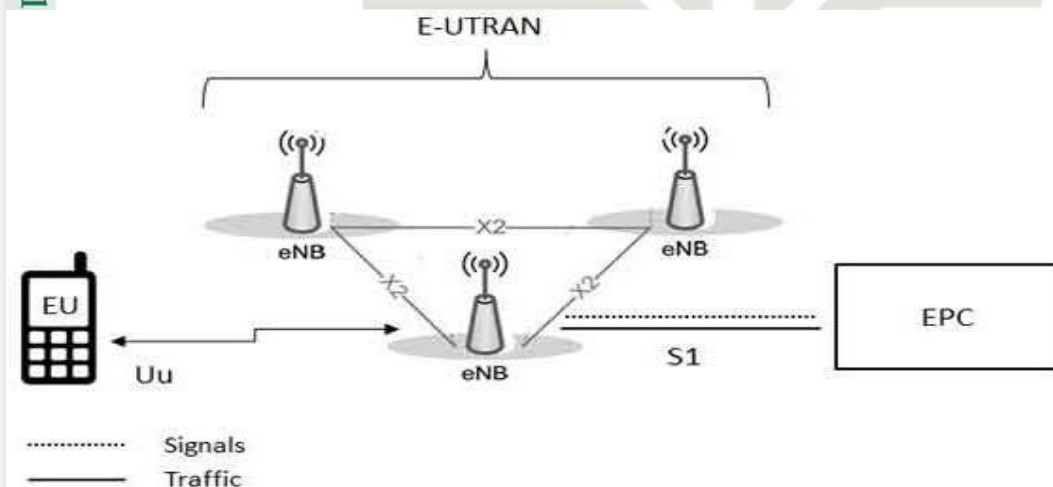 E-UTRAN
X2
eNB
eNB
X2
X2
EU
EPC
S1
eNB
Uu
Signals
Traffic